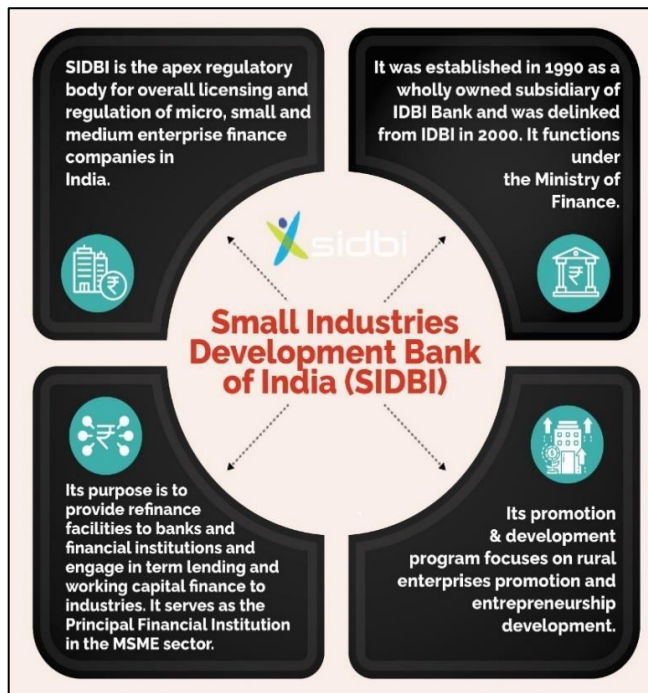 SIDBI is the apex regulatory
body for overall licensing and
regulation of micro, small and
medium enterprise finance
companies in
India.
It was established in 1990 as a
wholly owned subsidiary of
IDBI Bank and was delinked
from IDBI in 2000. It functions
under
the Ministry of
Finance.
sidbi
Small Industries
Development Bank
of India (SIDBI)
Its purpose is to
provide refinance
facilities to banks and
financial institutions and
engage in term lending and
working capital finance to
industries. It serves as the
Principal Financial Institution
in the MSME sector.
Its promotion
& development
program focuses on rural
enterprises promotion and
entrepreneurship
development.